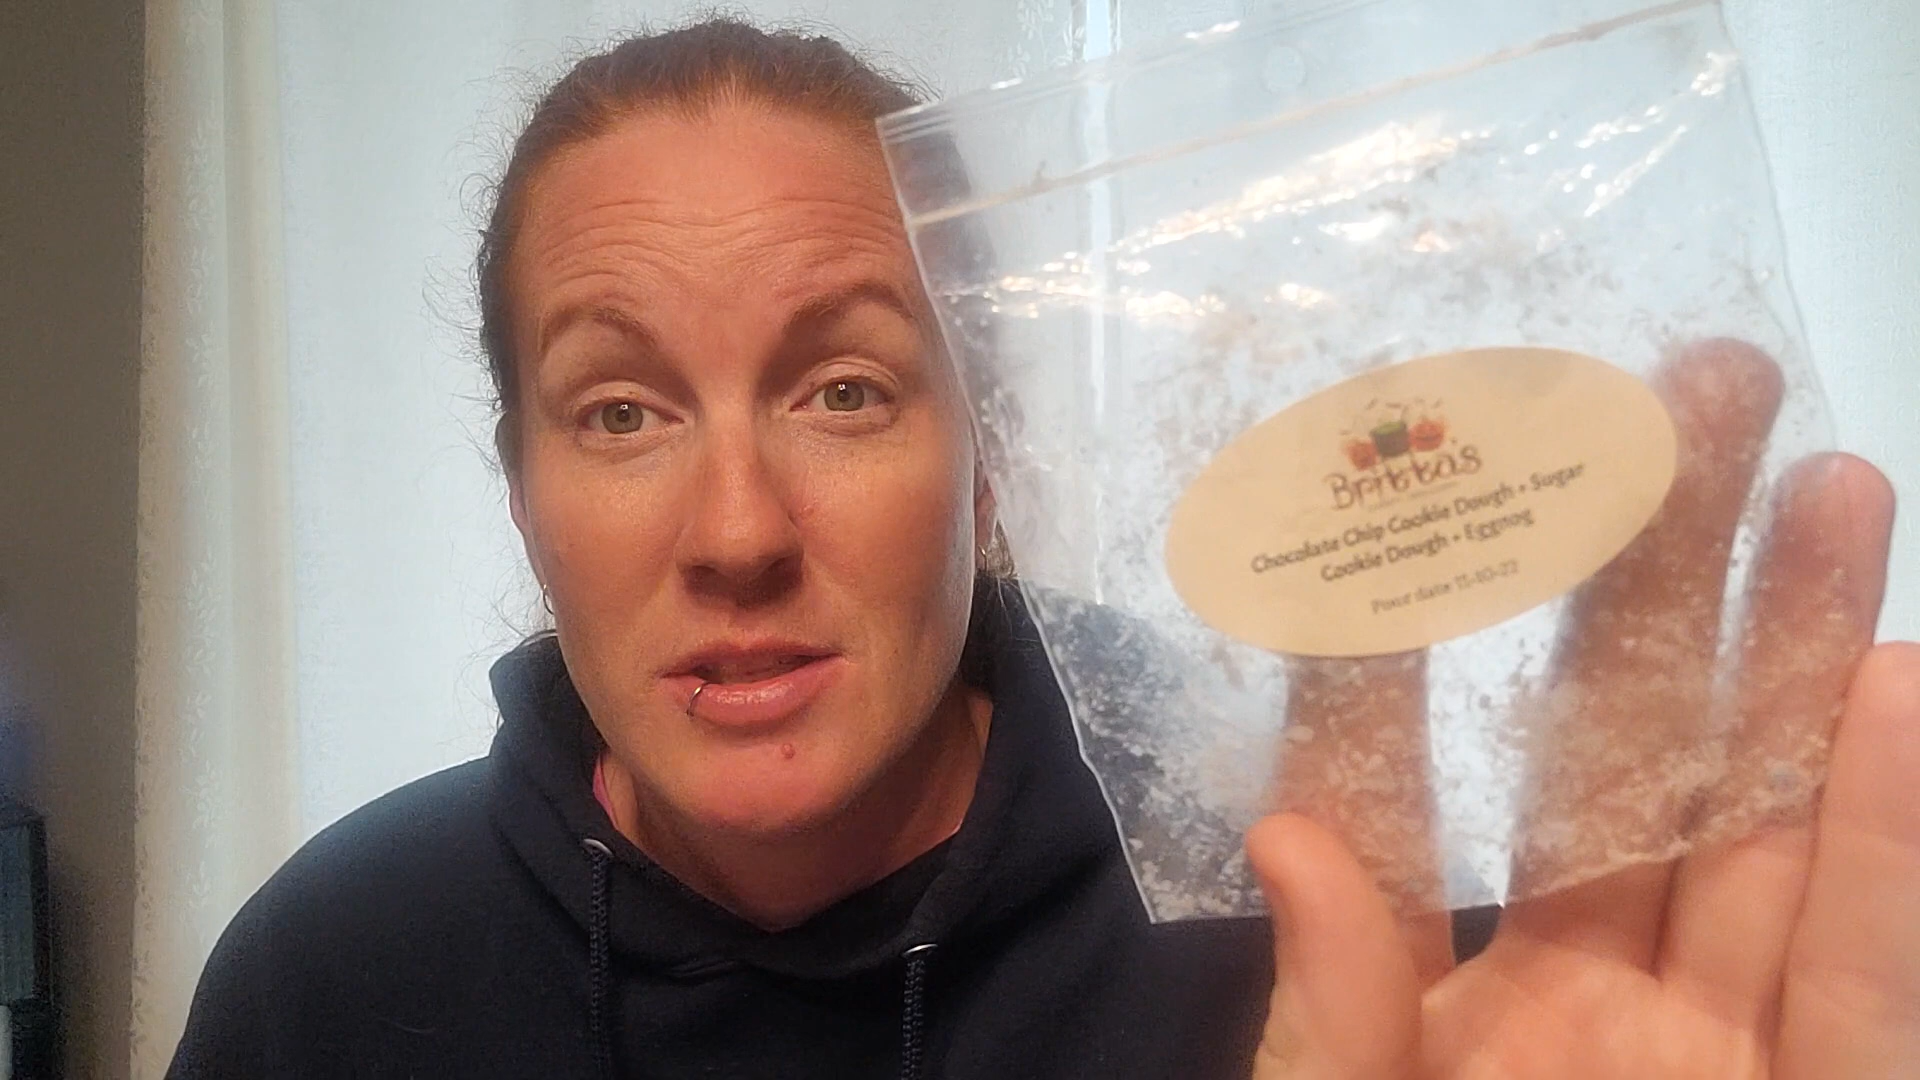 Britta's
Chocolate Chip Cookie Dough + Sugar
Cookie Dough + Eggnog
Pour date 11-10-22